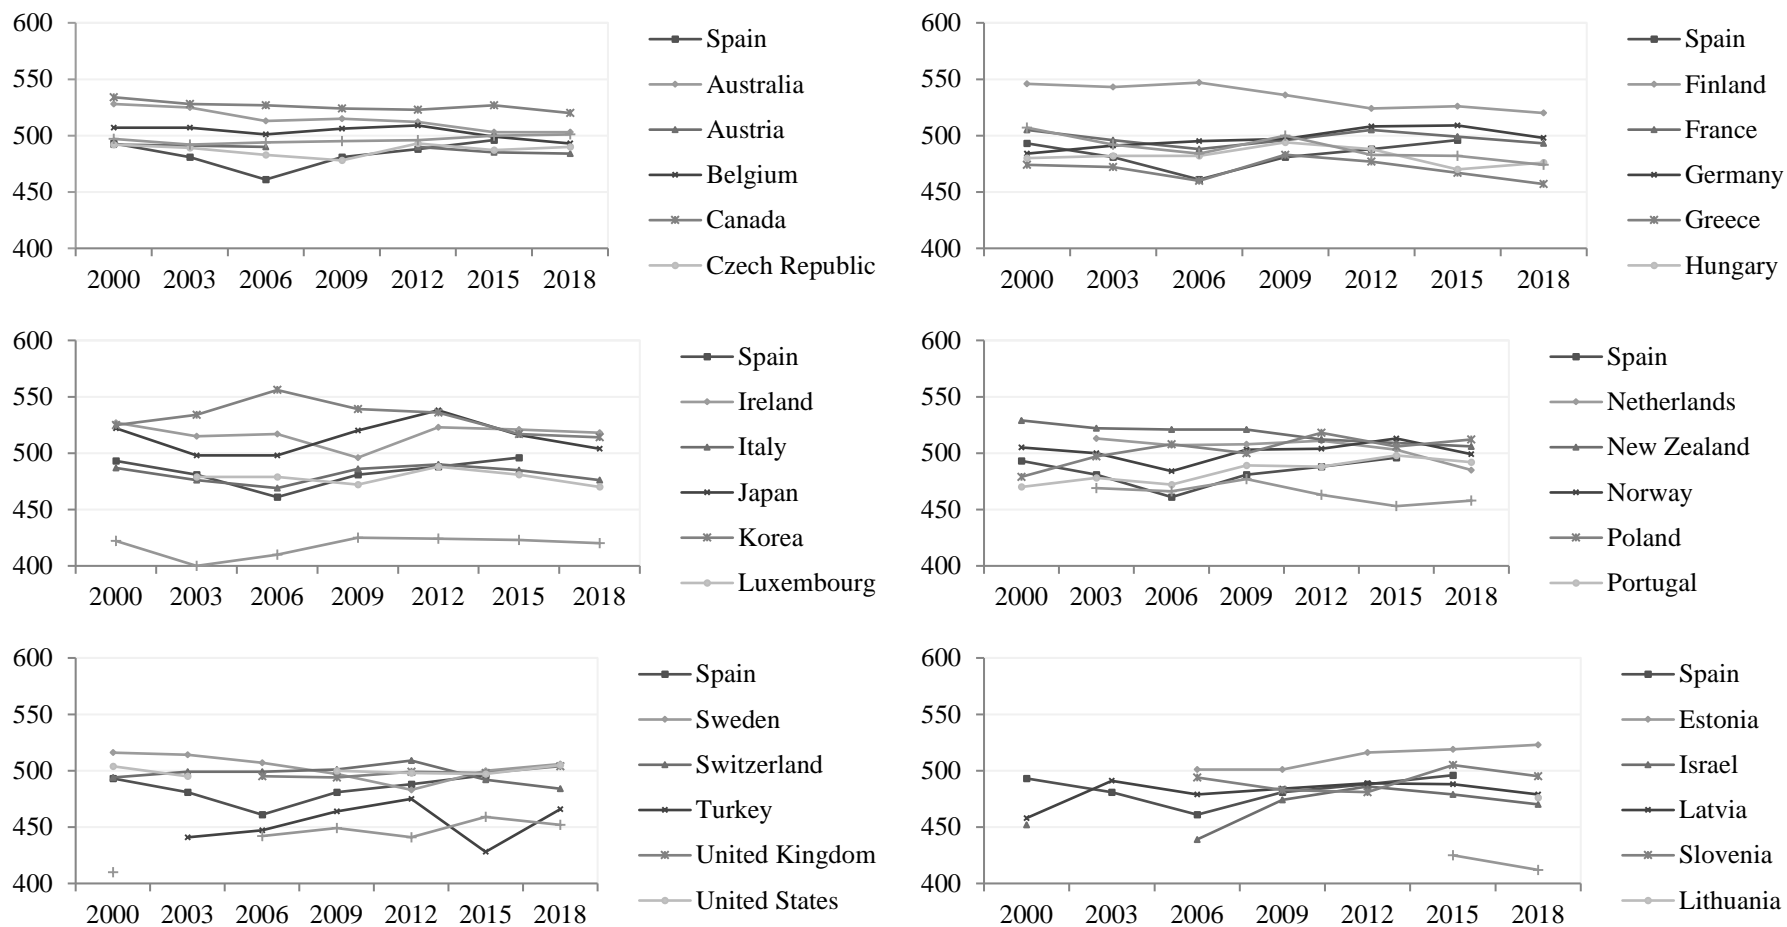 600
550
500
450
400
2000 2003 2006 2009 2012 2015 2018
Spain
Australia
Austria
Belgium
Canada
Czech Republic
600
550
500
450
400
2000 2003 2006 2009 2012 2015 2018
Spain
Finland
France
Germany
Greece
Hungary
600
550
500
450
400
2000 2003 2006 2009 2012 2015 2018
Spain
Ireland
Italy
Japan
Korea
Luxembourg
600
550
500
450
400
2000 2003 2006 2009 2012 2015 2018
Spain
Netherlands
New Zealand
Norway
Poland
Portugal
600
550
500
450
400
2000 2003 2006 2009 2012 2015 2018
Spain
Sweden
Switzerland
Turkey
United Kingdom
United States
600
550
500
450
400
2000 2003 2006 2009 2012 2015 2018
Spain
Estonia
Israel
Latvia
Slovenia
Lithuania